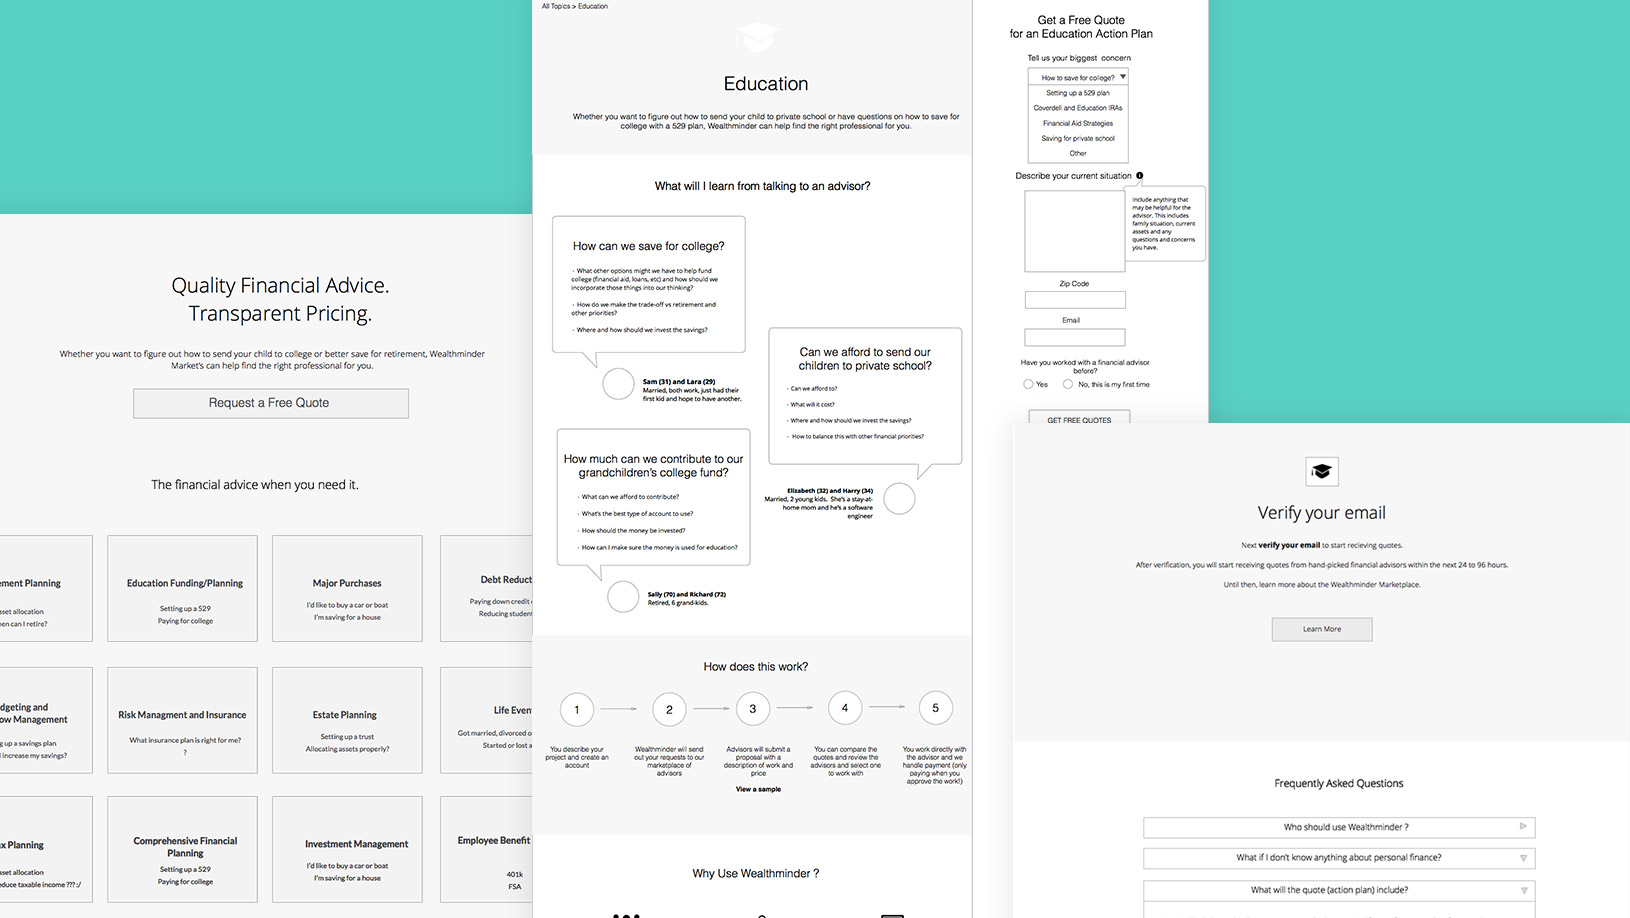 Quality Financial Advice.
Transparent Pricing.
Whether you want to figure out how to send your child to college or better save for retirement, Wealthminder
Market's can help find the right professional for you.
Request a Free Quote
The financial advice when you need it.
ement Planning
sset allocation
en can I retire?
Education Funding/Planning
Setting up a 529
Paying for college
Major Purchases
I'd like to buy a car or boat
I'm saving for a house
Debt Reduct
Paying down credit
Reducing studen
dgeting and
ow Management
g up a savings plan
I increase my savings?
Risk Managment and Insurance
What insurance plan is right for me?
?
Estate Planning
Setting up a trust
Allocating assets properly?
Life Even
Got married, divorced o
Started or lost a
x Planning
sset allocation
educe taxable income ??? :/
Comprehensive Financial
Planning
Setting up a 529
Paying for college
Investment Management
I'd like to buy a car or boat
I'm saving for a house
Employee Benefit
401k
FSA
All Topics > Education
Education
Whether you want to figure out how to send your child to private school or have questions on how to save for
college with a 529 plan, Wealthminder can help find the right professional for you.
What will I learn from talking to an advisor?
How can we save for college?
· What other options might we have to help fund
college (financial aid, loans, etc) and how should we
incorporate those things into our thinking?
· How do we make the trade-off vs retirement and
other priorities?
· Where and how should we invest the savings?
Sam (31) and Lara (29)
Married, both work, just had their
first kid and hope to have another.
Can we afford to send our
children to private school?
· Can we afford to?
· What will it cost?
· Where and how should we invest the savings?
· How to balance this with other financial priorities?
Elizabeth (32) and Harry (34)
Married, 2 young kids. She's a stay-at-
home mom and he's a software
engineer
How much can we contribute to our
grandchildren's college fund?
· What can we afford to contribute?
· What's the best type of account to use?
· How should the money be invested?
· How can I make sure the money is used for education?
Sally (70) and Richard (72)
Retired, 6 grand-kids.
How does this work?
1
2
3
4
5
You describe your
project and create an
account
Wealthminder will send
out your requests to our
marketplace of
advisors
Advisors will submit a
proposal with a
description of work and
price
View a sample
You can compare the
quotes and review the
advisors and select one
to work with
You work directly with
the advisor and we
handle payment (only
paying when you
approve the work!)
Why Use Wealthminder ?
Get a Free Quote
for an Education Action Plan
Tell us your biggest concern
How to save for college?
Setting up a 529 plan
Coverdell and Education IRAs
Financial Aid Strategies
Saving for private school
Other
Describe your current situation
Include anything that
may be helpful for the
advisor. This includes
family situation, current
assets and any
questions and concerns
you have.
Zip Code
Email
Have you worked with a financial advisor
before?
Yes
No, this is my first time
GET FREE QUOTES
Verify your email
Next verify your email to start recieving quotes.
After verification, you will start receiving quotes from hand-picked financial advisors within the next 24 to 96 hours.
Until then, learn more about the Wealthminder Marketplace.
Learn More
Frequently Asked Questions
Who should use Wealthminder ?
What if I don't know anything about personal finance?
What will the quote (action plan) include?